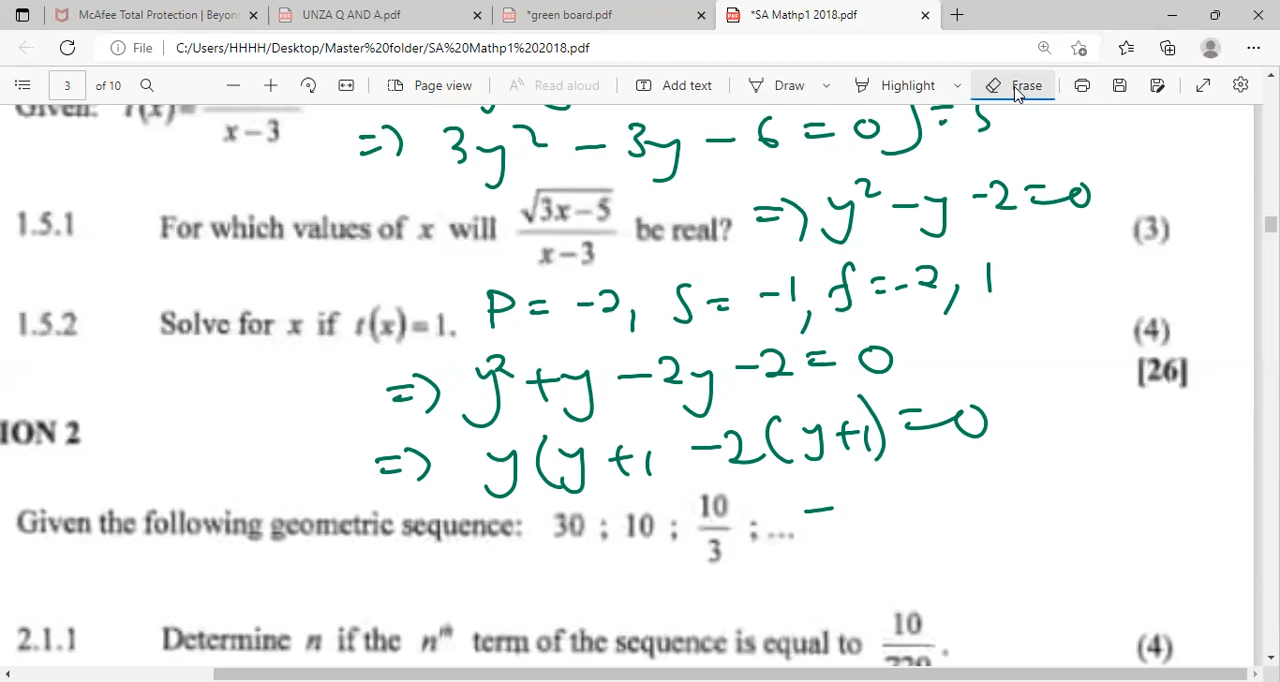 McAfee Total Protection | Beyon
UNZA Q AND A.pdf
*green board.pdf
*SA Mathp1 2018.pdf
File
C:/Users/HHHH/Desktop/Master%20folder/SA%20Mathp1%202018.pdf
3 of 10
Page view
Read aloud
Add text
Draw
Highlight
Erase
x−3
=> 3y² − 3y − 6 = 0
1.5.1 For which values of x will √3x−5 / x−3 be real? (3)
=> y² − y − 2 = 0
P = −2, S = −1, f = −2, 1
1.5.2 Solve for x if t(x) = 1. (4)
[26]
=> y² + y − 2y − 2 = 0
ION 2
=> y(y+1 −2(y+1) = 0
Given the following geometric sequence: 30 ; 10 ; 10/3 ; ...
2.1.1 Determine n if the nth term of the sequence is equal to 10/729 . (4)